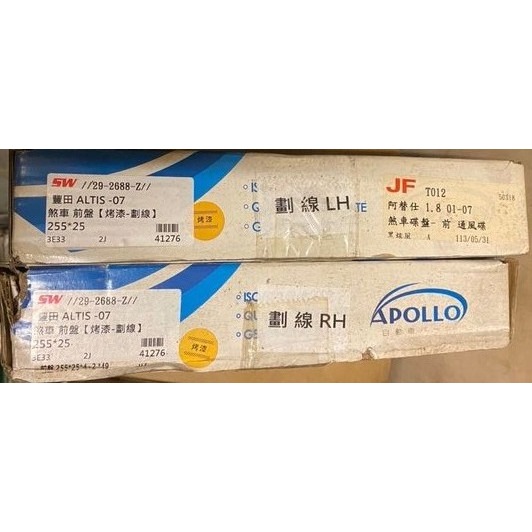 SW //29-2688-Z//
豐田 ALTIS -07
煞車 前盤【烤漆-劃線】
255*25
3E33 2J 41276
烤漆
劃線 LH
JF T012
50318
阿瑟仕 1.8 01-07
煞車碟盤- 前 通風碟
A 113/05/31
SW //29-2688-Z//
豐田 ALTIS -07
煞車 前盤【烤漆-劃線】
255*25
3E33 2J 41276
烤漆
劃線 RH
APOLLO